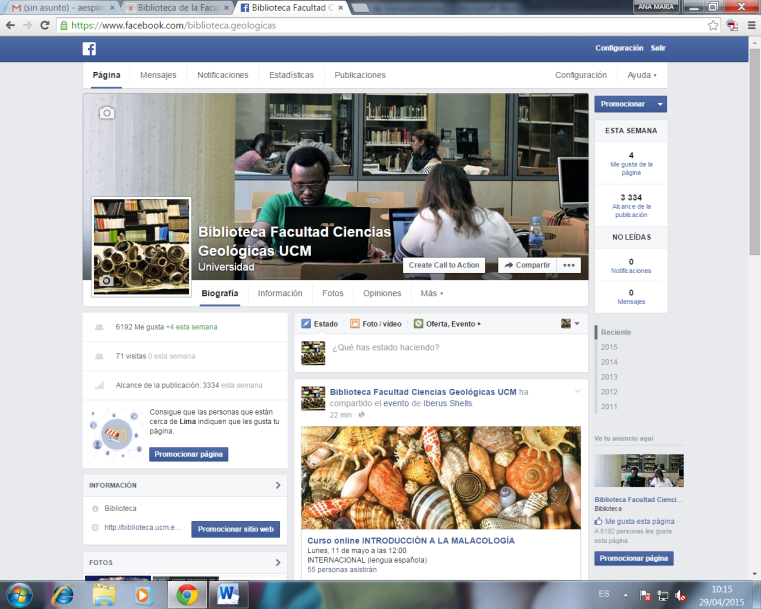 (sin asunto) - aespin
Biblioteca de la Facu
Biblioteca Facultad C
ANA MARIA
https://www.facebook.com/biblioteca.geologicas
f
Configuración Salir
Página Mensajes Notificaciones Estadísticas Publicaciones Configuración Ayuda
Promocionar
ESTA SEMANA
4
Me gusta de la
página
3 334
Alcance de la
publicación
NO LEÍDAS
0
Notificaciones
0
Mensajes
Biblioteca Facultad Ciencias
Geológicas UCM
Universidad
Create Call to Action Compartir
Biografía Información Fotos Opiniones Más
Reciente
2015
2014
2013
2012
2011
6192 Me gusta +4 esta semana
71 visitas 0 esta semana
Alcance de la publicación: 3334 esta semana
Consigue que las personas que están
cerca de Lima indiquen que les gusta tu
página.
Promocionar página
INFORMACIÓN
Biblioteca
http://biblioteca.ucm.e...
Promocionar sitio web
FOTOS
Estado Foto / vídeo Oferta, Evento +
¿Qué has estado haciendo?
Biblioteca Facultad Ciencias Geológicas UCM ha
compartido el evento de Iberus Shells.
22 min
Curso online INTRODUCCIÓN A LA MALACOLOGÍA
Lunes, 11 de mayo a las 12:00
INTERNACIONAL (lengua española)
55 personas asistirán
Ve tu anuncio aquí
Biblioteca Facultad Cienci...
Biblioteca
Me gusta esta página
A 6192 personas les gusta
esta página
Promocionar página
ES
10:15
29/04/2015